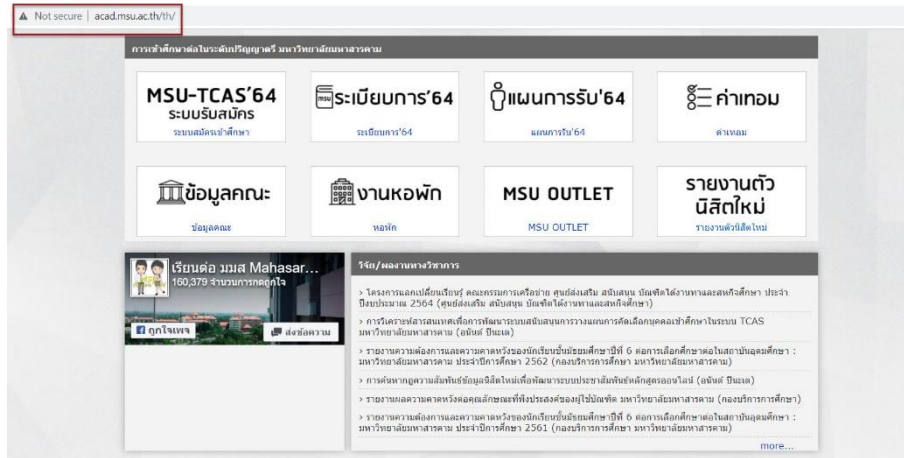 Not secure | acad.msu.ac.th/th/
การเข้าศึกษาต่อในระดับปริญญาตรี มหาวิทยาลัยมหาสารคาม
MSU-TCAS'64
ระบบรับสมัคร
ระบบสมัครเข้าศึกษา
msu ระเบียบการ'64
ระเบียบการ'64
แผนการรับ'64
แผนการรับ'64
ค่าเทอม
ค่าเทอม
ข้อมูลคณะ
ข้อมูลคณะ
งานหอพัก
หอพัก
MSU OUTLET
MSU OUTLET
รายงานตัว
นิสิตใหม่
รายงานตัวนิสิตใหม่
เรียนต่อ มมส Mahasar...
160,379 จำนวนการกดถูกใจ
ถูกใจเพจ
ส่งข้อความ
วิจัย/ผลงานทางวิชาการ
> โครงการแลกเปลี่ยนเรียนรู้ คณะกรรมการเครือข่าย ศูนย์ส่งเสริม สนับสนุน บัณฑิตได้งานทำและสหกิจศึกษา ประจำ
ปีงบประมาณ 2564 (ศูนย์ส่งเสริม สนับสนุน บัณฑิตได้งานทำและสหกิจศึกษา)
> การวิเคราะห์สารสนเทศเพื่อการพัฒนาระบบสนับสนุนการวางแผนการคัดเลือกบุคคลเข้าศึกษาในระบบ TCAS
มหาวิทยาลัยมหาสารคาม (อนันต์ ปินะเต)
> รายงานความต้องการและความคาดหวังของนักเรียนชั้นมัธยมศึกษาปีที่ 6 ต่อการเลือกศึกษาต่อในสถาบันอุดมศึกษา :
มหาวิทยาลัยมหาสารคาม ประจำปีการศึกษา 2562 (กองบริการการศึกษา มหาวิทยาลัยมหาสารคาม)
> การค้นหากฎความสัมพันธ์ข้อมูลนิสิตใหม่เพื่อพัฒนาระบบประชาสัมพันธ์หลักสูตรออนไลน์ (อนันต์ ปินะเต)
> รายงานผลความคาดหวังต่อคุณลักษณะที่พึงประสงค์ของผู้ใช้บัณฑิต มหาวิทยาลัยมหาสารคาม (กองบริการการศึกษา)
> รายงานความต้องการและความคาดหวังของนักเรียนชั้นมัธยมศึกษาปีที่ 6 ต่อการเลือกศึกษาต่อในสถาบันอุดมศึกษา :
มหาวิทยาลัยมหาสารคาม ประจำปีการศึกษา 2561 (กองบริการการศึกษา มหาวิทยาลัยมหาสารคาม)
more...